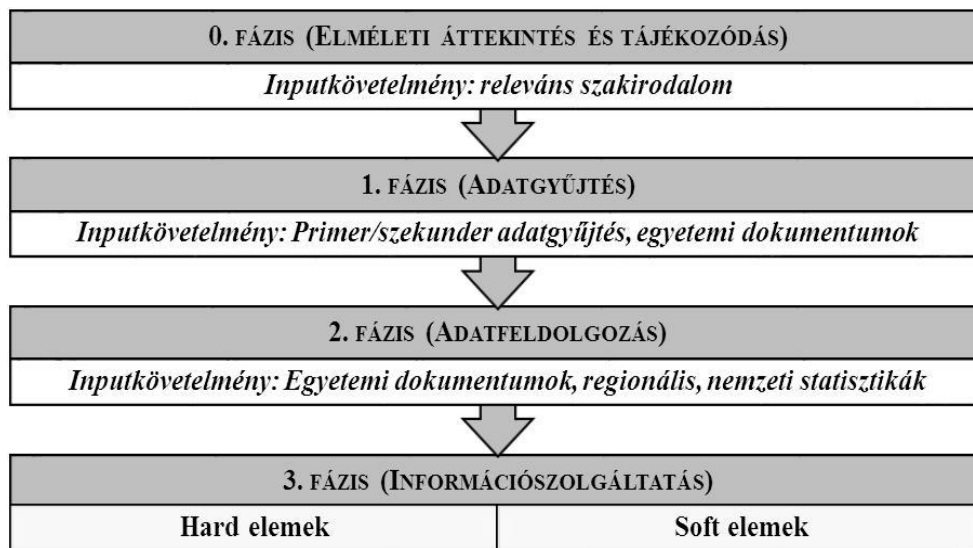 0. FÁZIS (ELMÉLETI ÁTTEKINTÉS ÉS TÁJÉKOZÓDÁS)
Inputkövetelmény: releváns szakirodalom
1. FÁZIS (ADATGYŰJTÉS)
Inputkövetelmény: Primer/szekunder adatgyűjtés, egyetemi dokumentumok
2. FÁZIS (ADATFELDOLGOZÁS)
Inputkövetelmény: Egyetemi dokumentumok, regionális, nemzeti statisztikák
3. FÁZIS (INFORMÁCIÓSZOLGÁLTATÁS)
Hard elemek
Soft elemek